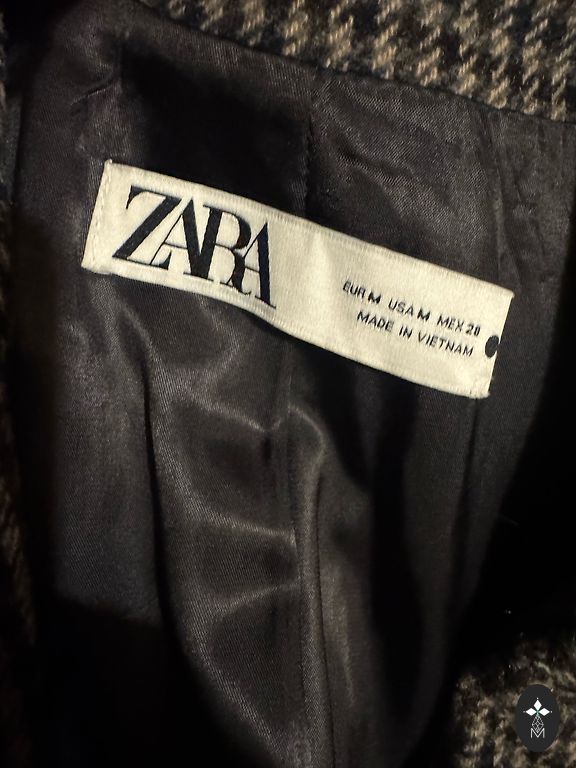 ZARA
EUR M USA M MEX 28
MADE IN VIETNAM
M